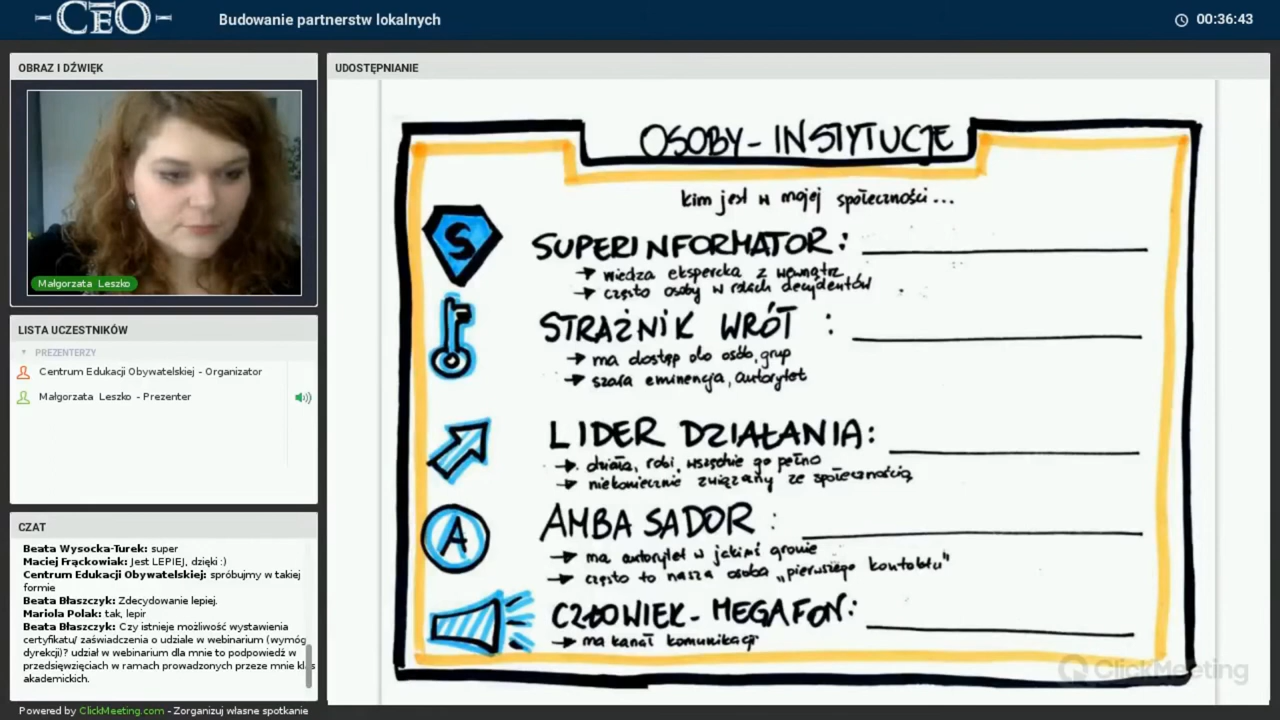 CEO
Budowanie partnerstw lokalnych
00:36:43
OBRAZ I DŹWIĘK
Małgorzata Leszko
LISTA UCZESTNIKÓW
PREZENTERZY
Centrum Edukacji Obywatelskiej - Organizator
Małgorzata Leszko - Prezenter
CZAT
Beata Wysocka-Turek: super
Maciej Frąckowiak: Jest LEPIEJ, dzięki :)
Centrum Edukacji Obywatelskiej: spróbujmy w takiej
formie
Beata Błaszczyk: Zdecydowanie lepiej.
Mariola Polak: tak, lepir
Beata Błaszczyk: Czy istnieje możliwość wystawienia
certyfikatu/ zaświadczenia o udziale w webinarium (wymóg
dyrekcji)? udział w webinarium dla mnie to podpowiedź w
przedsięwzięciach w ramach prowadzonych przeze mnie klas
akademickich.
Powered by ClickMeeting.com - Zorganizuj własne spotkanie
UDOSTĘPNIANIE
OSOBY - INSTYTUCJE
kim jest w mojej społeczności...
S
SUPERINFORMATOR:
→ wiedza ekspercka z wewnątrz
→ często osoby w rolach decydentów
STRAŻNIK WRÓT :
→ ma dostęp do osób, grup
→ szara eminencja, autorytet
LIDER DZIAŁANIA:
→ działa, robi, wszędzie go pełno
→ niekoniecznie związany ze społecznością
A
AMBASADOR :
→ ma autorytet w jakimś gronie
→ często to nasza osoba „pierwszego kontaktu"
CZŁOWIEK - MEGAFON:
→ ma kanał komunikacji
ClickMeeting